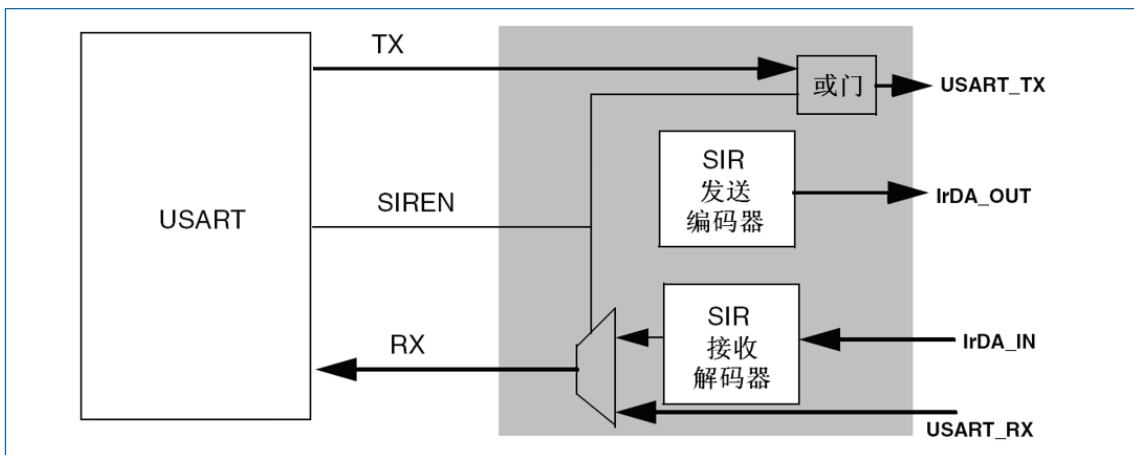 TX
或门
USART_TX
SIR
发送
编码器
IrDA_OUT
USART
SIREN
SIR
接收
解码器
IrDA_IN
RX
USART_RX